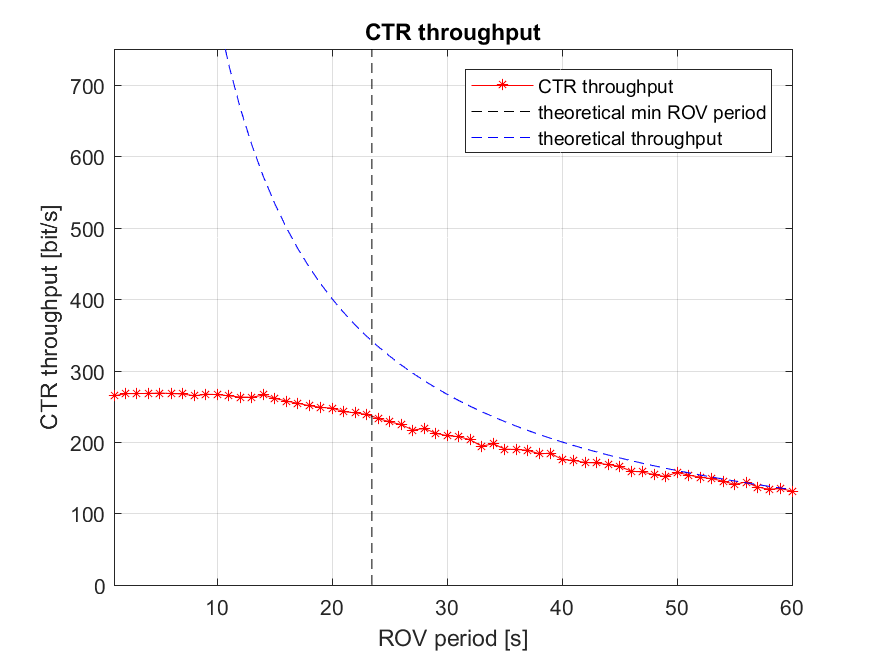 CTR throughput
700
600
500
400
300
200
100
0
CTR throughput [bit/s]
CTR throughput
theoretical min ROV period
theoretical throughput
10 20 30 40 50 60
ROV period [s]